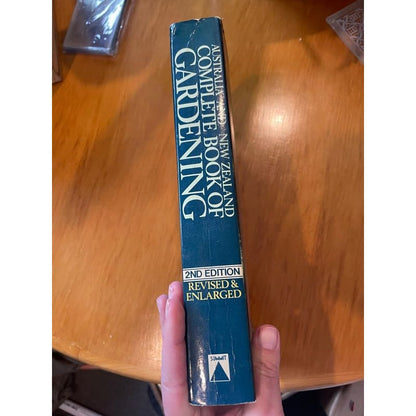 AUSTRALIA AND NEW ZEALAND
COMPLETE BOOK OF
GARDENING
2ND EDITION
REVISED &
ENLARGED
SUMMIT